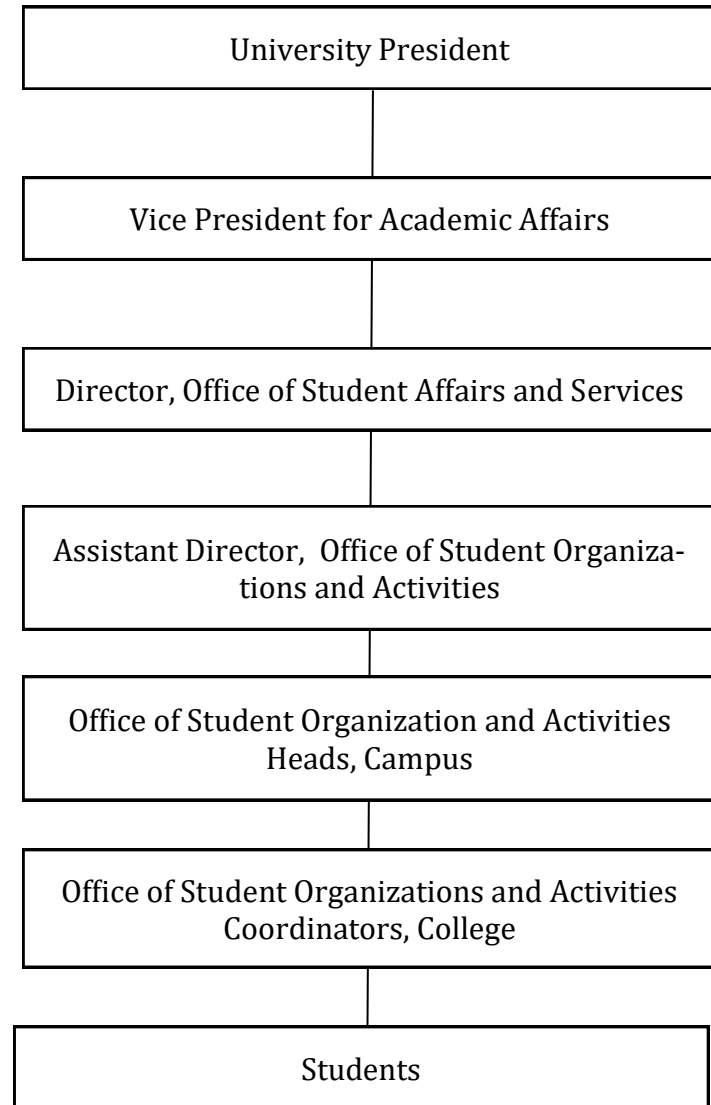 University President
Vice President for Academic Affairs
Director, Office of Student Affairs and Services
Assistant Director,  Office of Student Organiza-
tions and Activities
Office of Student Organization and Activities
Heads, Campus
Office of Student Organizations and Activities
Coordinators, College
Students